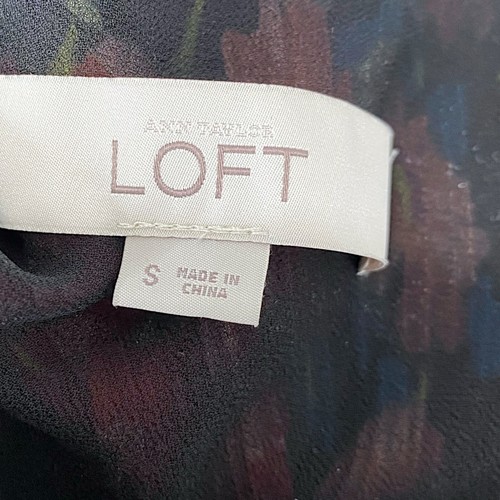 ANN TAYLOR
LOFT
S
MADE IN
CHINA